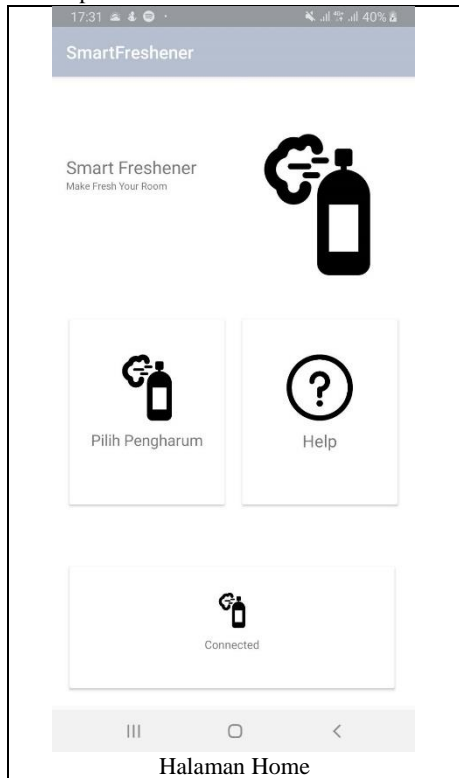 17:31
40%
SmartFreshener
Smart Freshener
Make Fresh Your Room
Pilih Pengharum
Help
Connected
Halaman Home